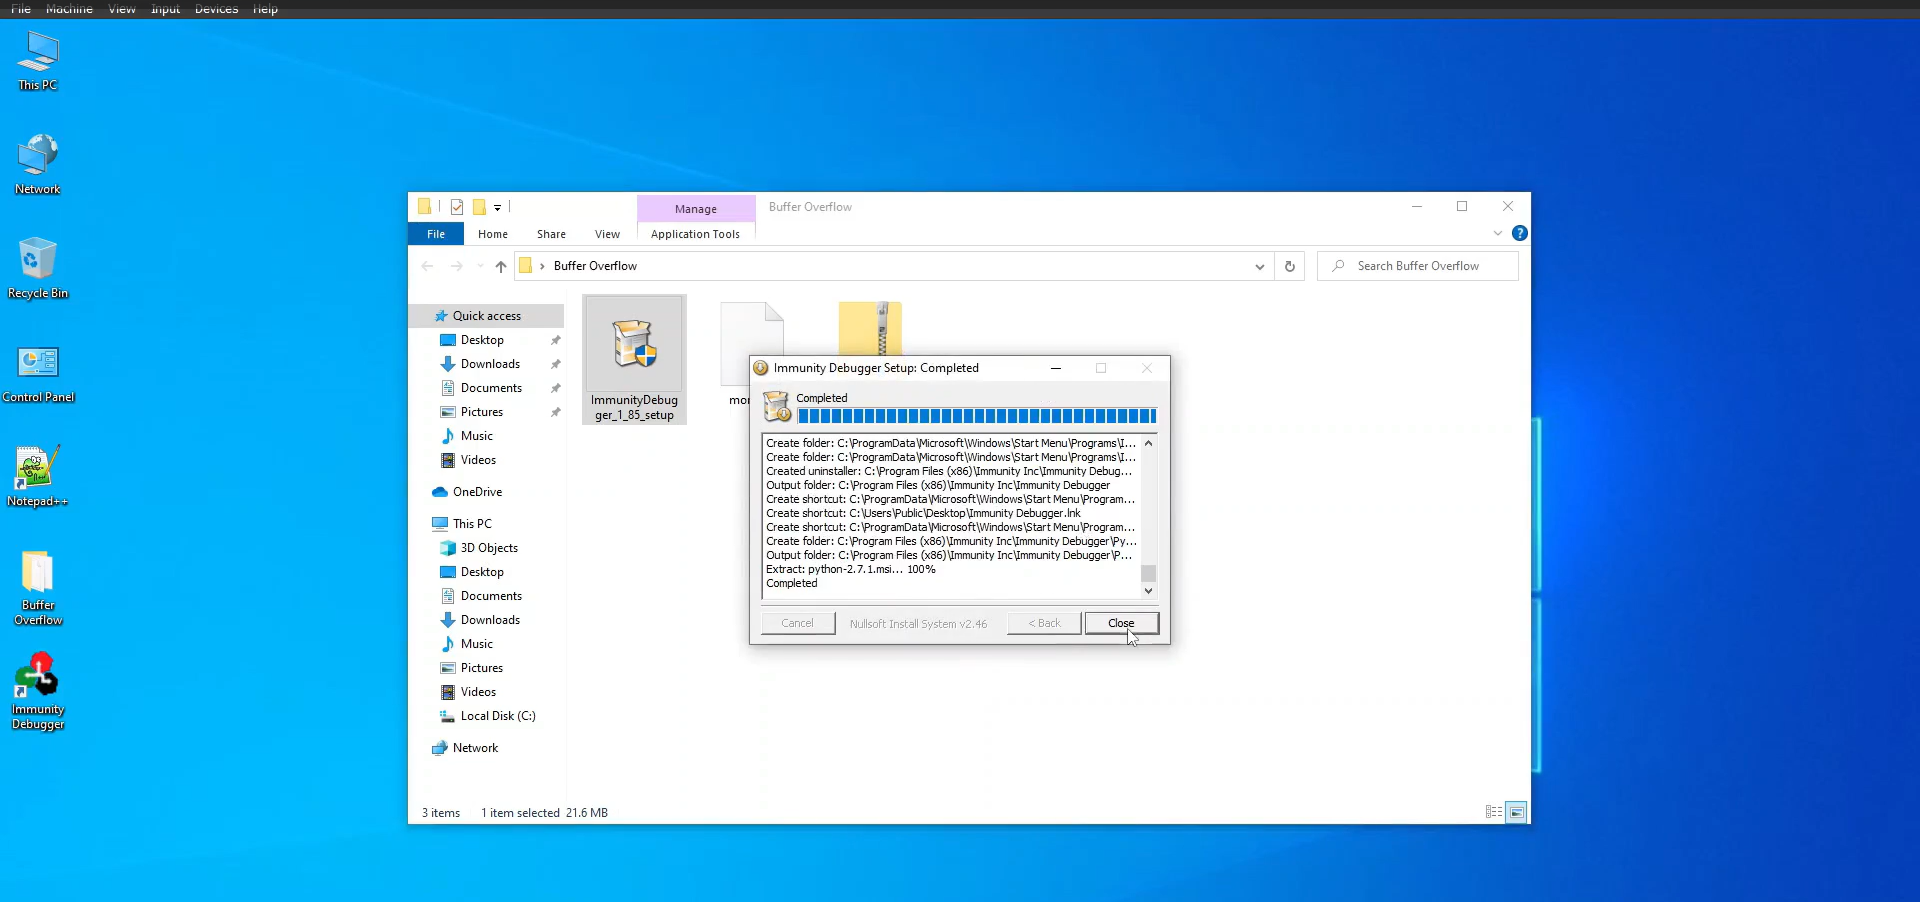 File Machine View Input Devices Help
This PC
Network
Recycle Bin
Control Panel
Notepad++
Buffer
Overflow
Immunity
Debugger
Manage
Buffer Overflow
File
Home
Share
View
Application Tools
Buffer Overflow
Search Buffer Overflow
Quick access
Desktop
Downloads
Documents
Pictures
Music
Videos
OneDrive
This PC
3D Objects
Desktop
Documents
Downloads
Music
Pictures
Videos
Local Disk (C:)
Network
ImmunityDebug
ger_1_85_setup
Immunity Debugger Setup: Completed
Completed
Create folder: C:\ProgramData\Microsoft\Windows\Start Menu\Programs\I...
Create folder: C:\ProgramData\Microsoft\Windows\Start Menu\Programs\I...
Created uninstaller: C:\Program Files (x86)\Immunity Inc\Immunity Debug...
Output folder: C:\Program Files (x86)\Immunity Inc\Immunity Debugger
Create shortcut: C:\ProgramData\Microsoft\Windows\Start Menu\Program...
Create shortcut: C:\Users\Public\Desktop\Immunity Debugger.lnk
Create shortcut: C:\ProgramData\Microsoft\Windows\Start Menu\Program...
Create folder: C:\Program Files (x86)\Immunity Inc\Immunity Debugger\Py...
Output folder: C:\Program Files (x86)\Immunity Inc\Immunity Debugger\P...
Extract: python-2.7.1.msi... 100%
Completed
Cancel
Nullsoft Install System v2.46
< Back
Close
3 items
1 item selected 21.6 MB